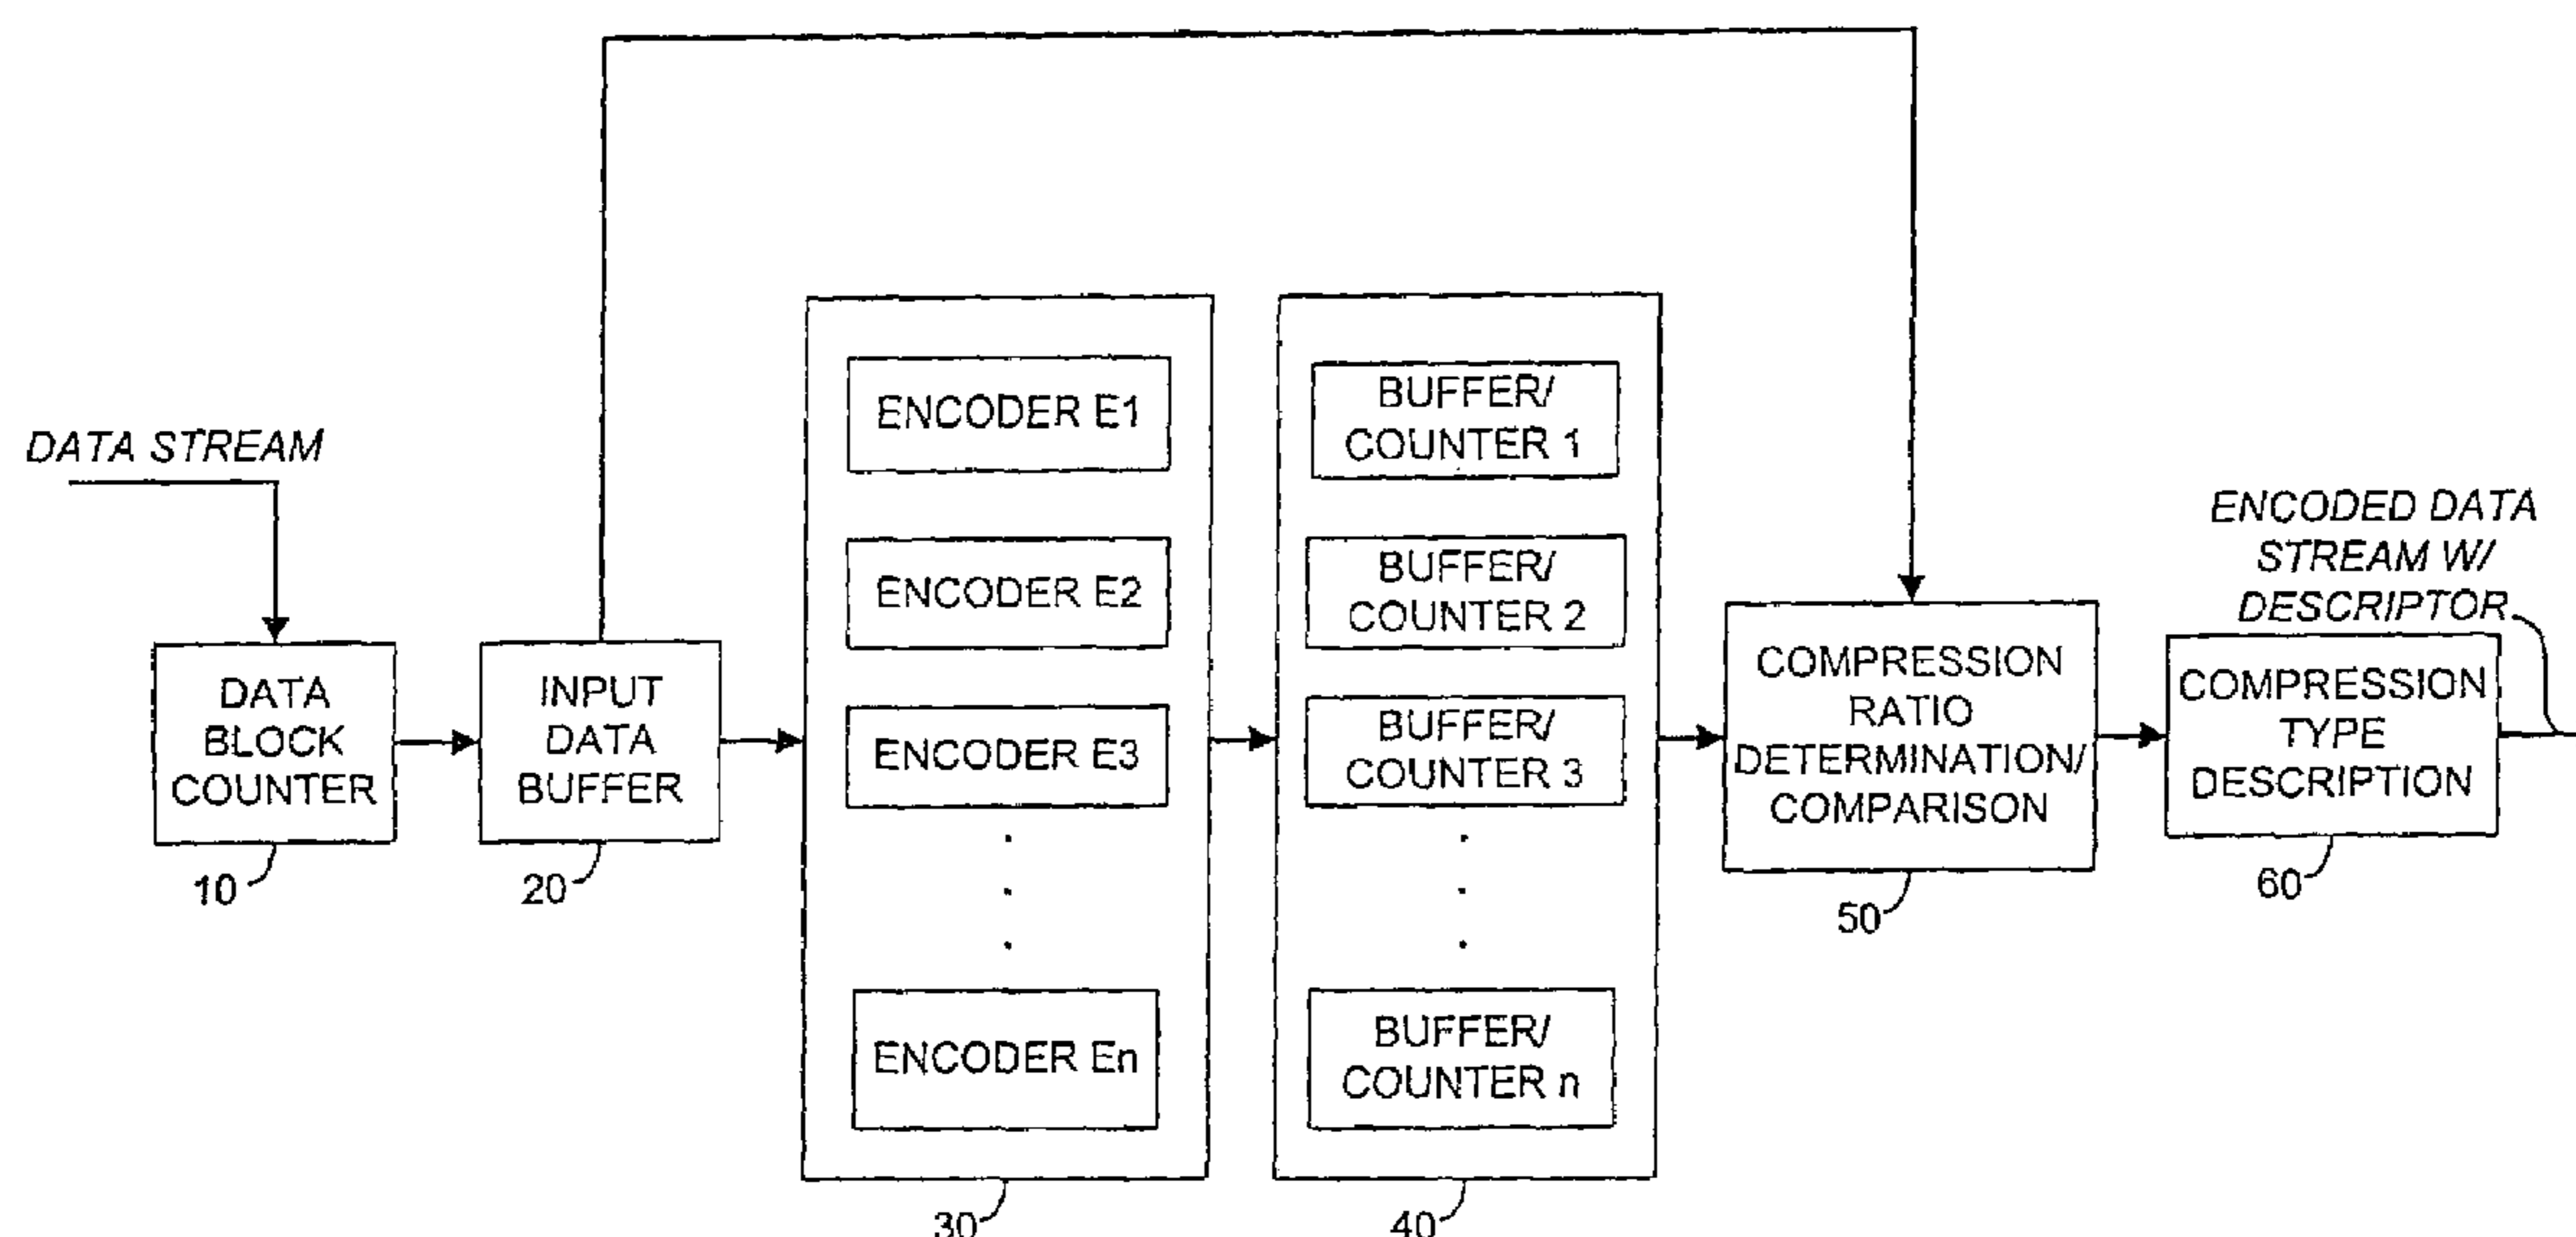 DATA STREAM
DATA
BLOCK
COUNTER
10
INPUT
DATA
BUFFER
20
ENCODER E1
ENCODER E2
ENCODER E3
.
.
.
ENCODER En
30
BUFFER/
COUNTER 1
BUFFER/
COUNTER 2
BUFFER/
COUNTER 3
.
.
.
BUFFER/
COUNTER n
40
COMPRESSION
RATIO
DETERMINATION/
COMPARISON
50
ENCODED DATA
STREAM W/
DESCRIPTOR
COMPRESSION
TYPE
DESCRIPTION
60